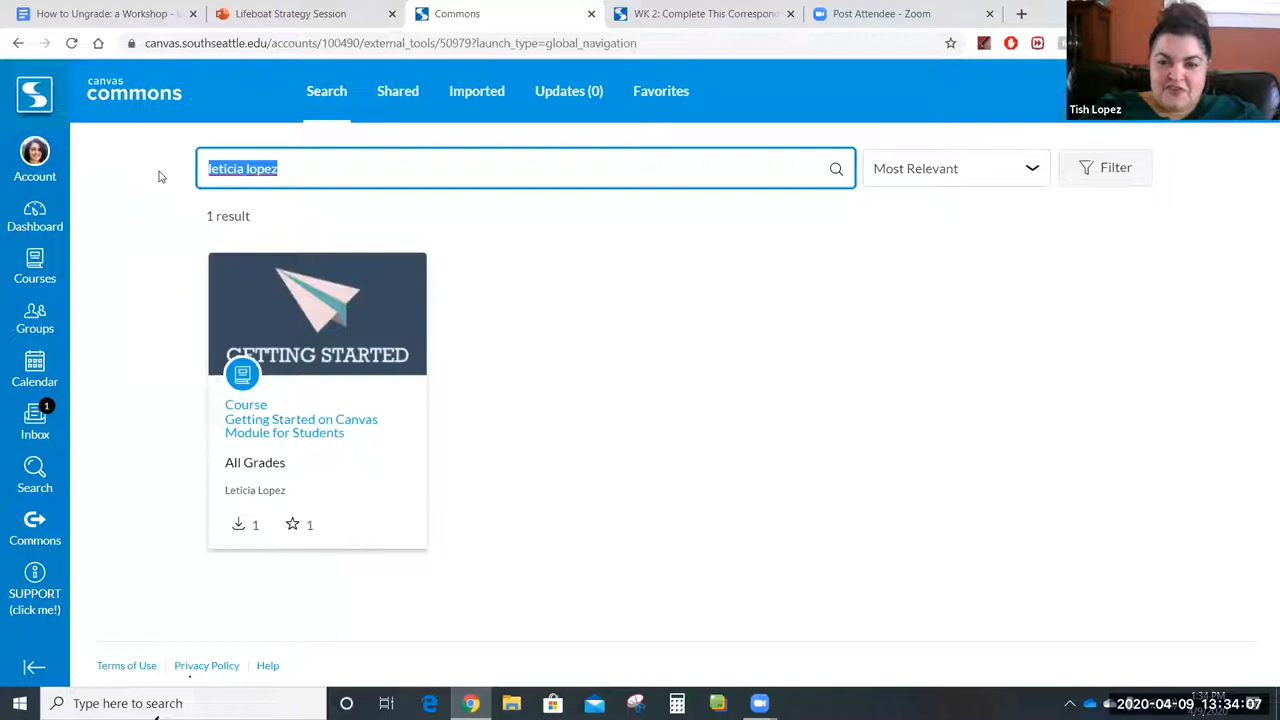 How to Upgrade: a Workshop - L
Lifeboat Strategy Session
Commons
WK 2: Complete This Correspon
Post Attendee - Zoom
canvas.southseattle.edu/accounts/100490/external_tools/50979?launch_type=global_navigation
Tish Lopez
canvas
commons
Search
Shared
Imported
Updates (0)
Favorites
leticia lopez
Most Relevant
Filter
1 result
GETTING STARTED
Course
Getting Started on Canvas
Module for Students
All Grades
Leticia Lopez
1
1
Account
Dashboard
Courses
Groups
Calendar
1
Inbox
Search
Commons
SUPPORT
(click me!)
Terms of Use
Privacy Policy
Help
Type here to search
1:34 PM
2020-04-09 13:34:07